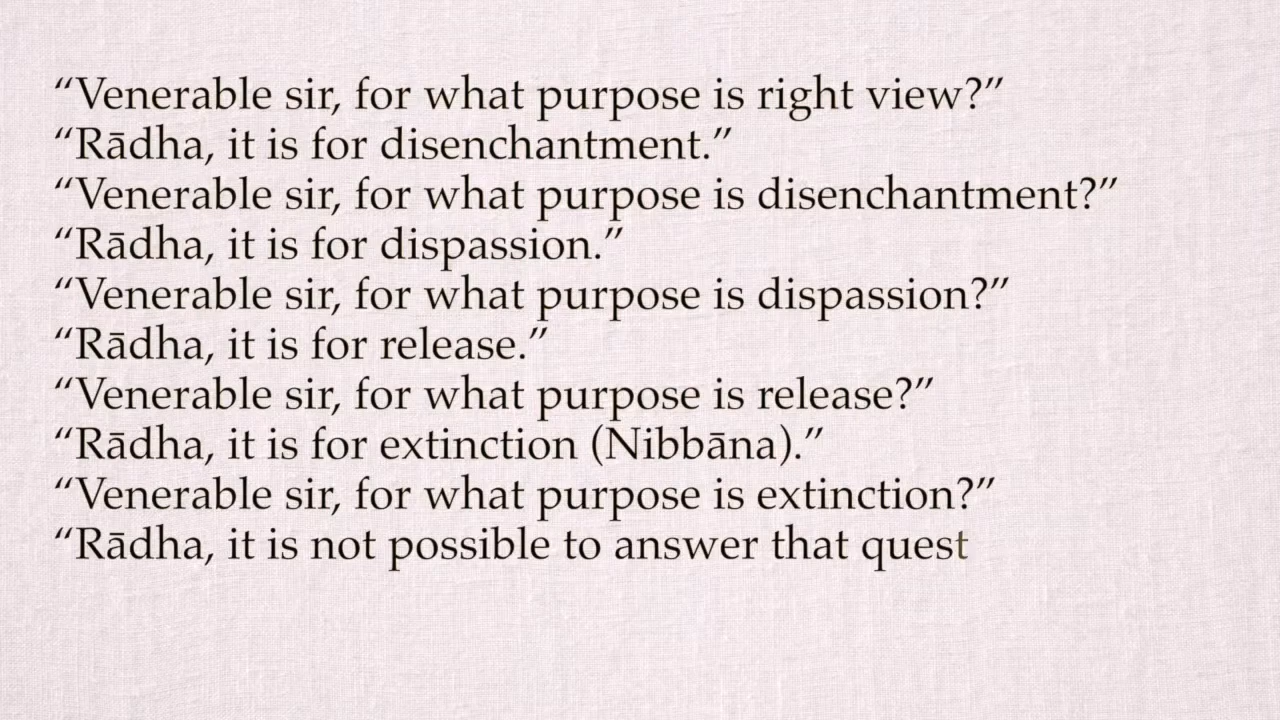 “Venerable sir, for what purpose is right view?”
“Rādha, it is for disenchantment.”
“Venerable sir, for what purpose is disenchantment?”
“Rādha, it is for dispassion.”
“Venerable sir, for what purpose is dispassion?”
“Rādha, it is for release.”
“Venerable sir, for what purpose is release?”
“Rādha, it is for extinction (Nibbāna).”
“Venerable sir, for what purpose is extinction?”
“Rādha, it is not possible to answer that quest